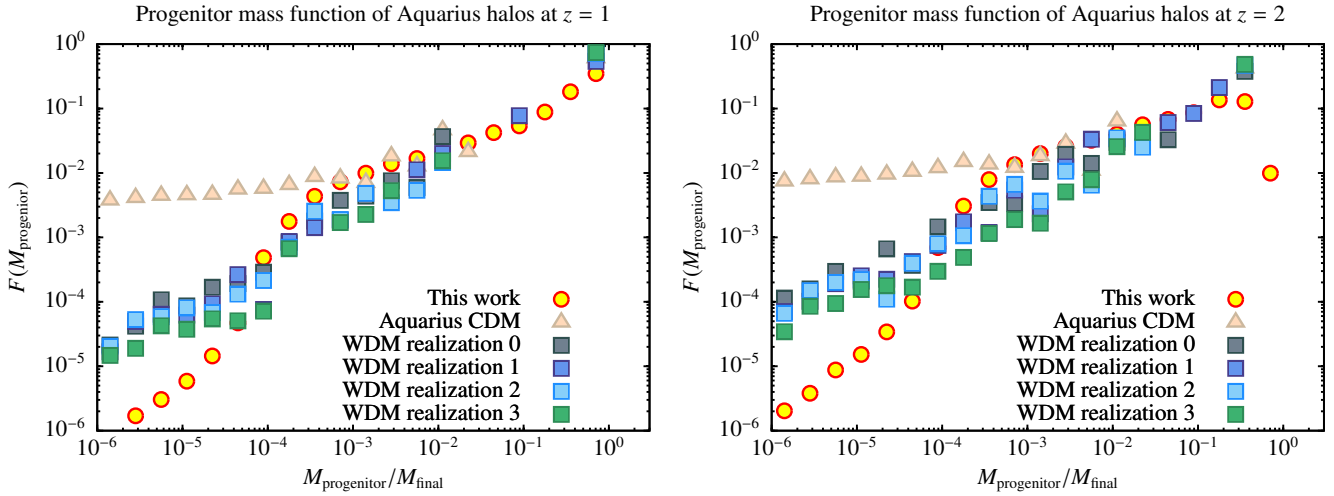 Progenitor mass function of Aquarius halos at z = 1
F(M_progenior)
10^0
10^-1
10^-2
10^-3
10^-4
10^-5
10^-6
This work
Aquarius CDM
WDM realization 0
WDM realization 1
WDM realization 2
WDM realization 3
10^-6 10^-5 10^-4 10^-3 10^-2 10^-1 10^0
M_progenitor/M_final
Progenitor mass function of Aquarius halos at z = 2
F(M_progenior)
10^0
10^-1
10^-2
10^-3
10^-4
10^-5
10^-6
This work
Aquarius CDM
WDM realization 0
WDM realization 1
WDM realization 2
WDM realization 3
10^-6 10^-5 10^-4 10^-3 10^-2 10^-1 10^0
M_progenitor/M_final